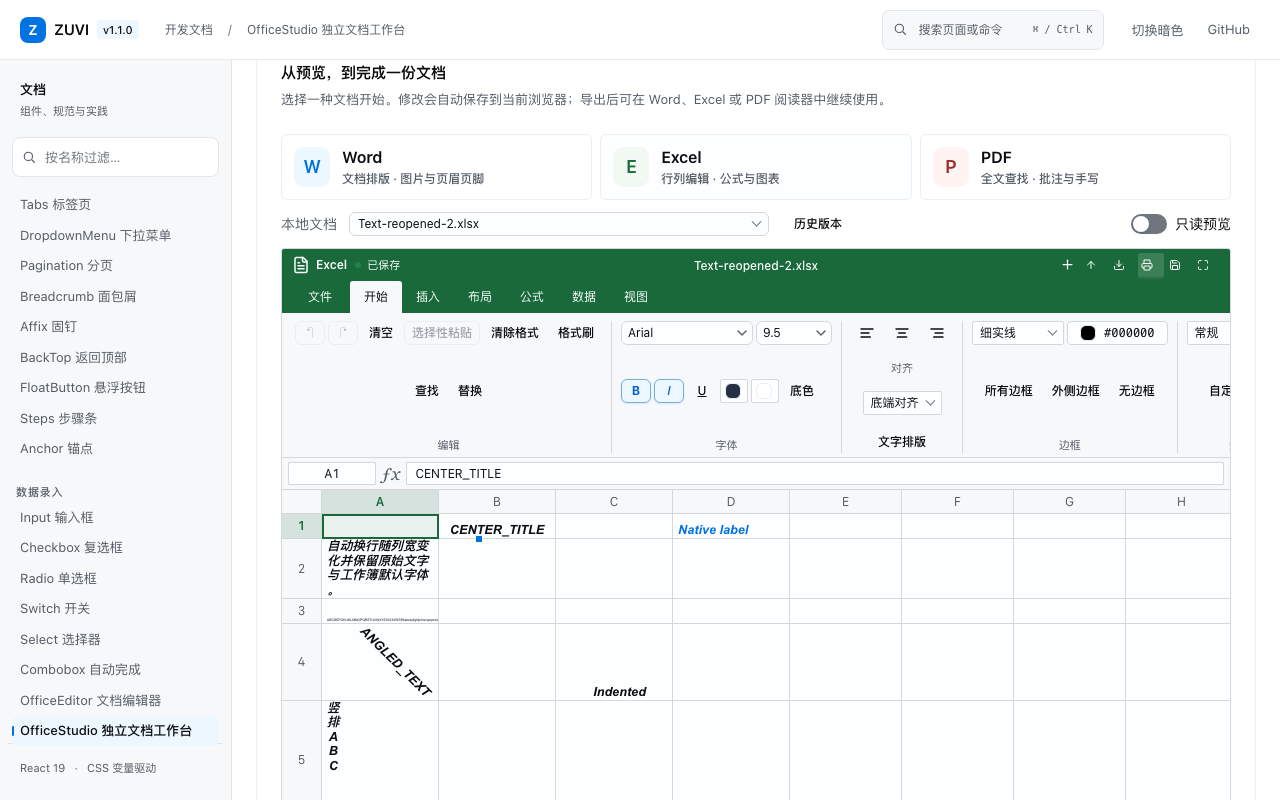 Z ZUVI v1.1.0 开发文档 / OfficeStudio 独立文档工作台 搜索页面或命令 ⌘ / Ctrl K 切换暗色 GitHub
文档
组件、规范与实践
按名称过滤...
Tabs 标签页
DropdownMenu 下拉菜单
Pagination 分页
Breadcrumb 面包屑
Affix 固钉
BackTop 返回顶部
FloatButton 悬浮按钮
Steps 步骤条
Anchor 锚点
数据录入
Input 输入框
Checkbox 复选框
Radio 单选框
Switch 开关
Select 选择器
Combobox 自动完成
OfficeEditor 文档编辑器
OfficeStudio 独立文档工作台
React 19 · CSS 变量驱动
从预览，到完成一份文档
选择一种文档开始。修改会自动保存到当前浏览器；导出后可在 Word、Excel 或 PDF 阅读器中继续使用。
W Word
文档排版 · 图片与页眉页脚
E Excel
行列编辑 · 公式与图表
P PDF
全文查找 · 批注与手写
本地文档 Text-reopened-2.xlsx 历史版本 只读预览
Excel 已保存 Text-reopened-2.xlsx
文件 开始 插入 布局 公式 数据 视图
清空 选择性粘贴 清除格式 格式刷 Arial 9.5 细实线 #000000 常规
对齐
查找 替换 B I U 底色 所有边框 外侧边框 无边框 自定
底端对齐
文字排版
编辑 字体 边框
A1 fx CENTER_TITLE
A B C D E F G H
1 CENTER_TITLE Native label
2 自动换行随列宽变
化并保留原始文字
与工作簿默认字体
。
3
4 ANGLED_TEXT Indented
5 竖
排
A
B
C